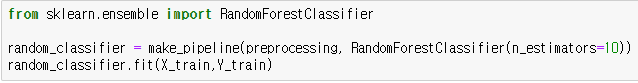 from sklearn.ensemble import RandomForestClassifier
random_classifier = make_pipeline(preprocessing, RandomForestClassifier(n_estimators=10))
random_classifier.fit(X_train,Y_train)